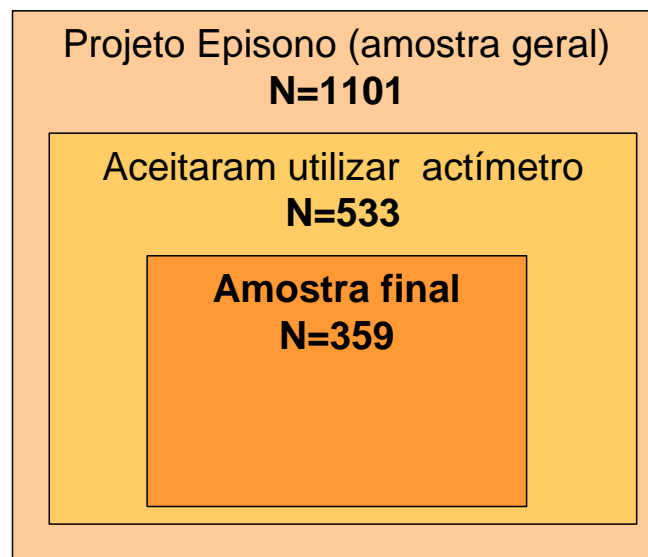 Projeto Episono (amostra geral)
N=1101
Aceitaram utilizar actímetro
N=533
Amostra final
N=359